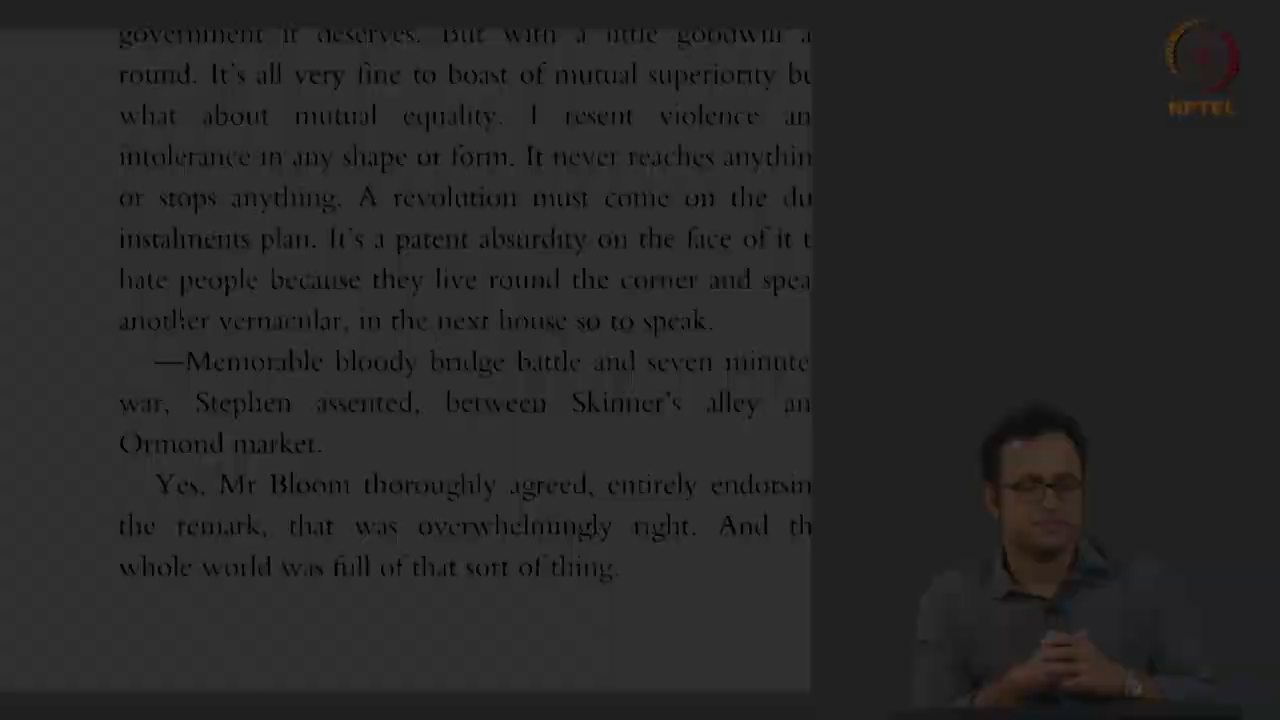 government it deserves. But with a little goodwill a
round. It's all very fine to boast of mutual superiority bu
what about mutual equality. I resent violence an
intolerance in any shape or form. It never reaches anythin
or stops anything. A revolution must come on the du
instalments plan. It's a patent absurdity on the face of it t
hate people because they live round the corner and spea
another vernacular, in the next house so to speak.
—Memorable bloody bridge battle and seven minute
war, Stephen assented, between Skinner's alley an
Ormond market.
Yes, Mr Bloom thoroughly agreed, entirely endorsin
the remark, that was overwhelmingly right. And th
whole world was full of that sort of thing.
NPTEL